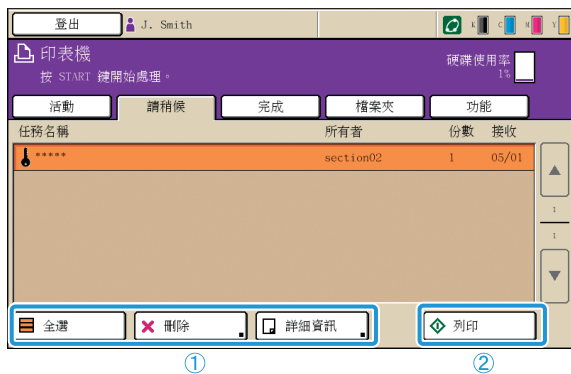 登出 J. Smith K C M Y
印表機
按 START 鍵開始處理。
硬碟使用率
1%
活動 請稍候 完成 檔案夾 功能
任務名稱 所有者 份數 接收
***** section02 1 05/01
1
1
全選 刪除 詳細資訊 列印
① ②